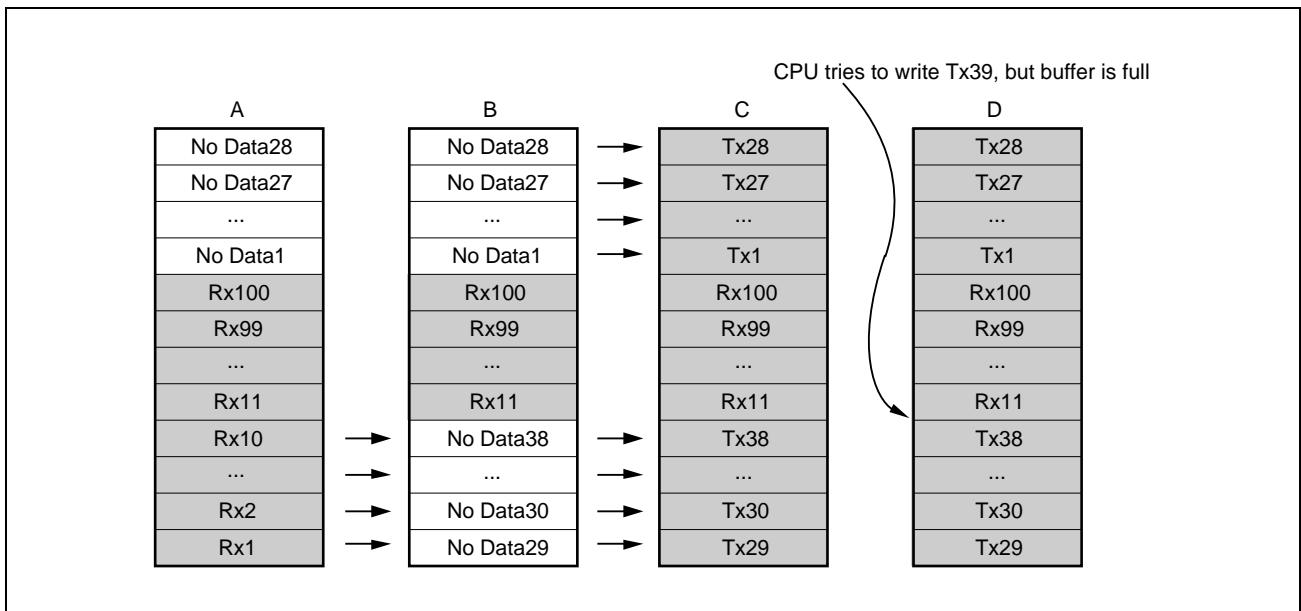 CPU tries to write Tx39, but buffer is full
A B C D
No Data28 No Data28 Tx28 Tx28
No Data27 No Data27 Tx27 Tx27
... ... ... ...
No Data1 No Data1 Tx1 Tx1
Rx100 Rx100 Rx100 Rx100
Rx99 Rx99 Rx99 Rx99
... ... ... ...
Rx11 Rx11 Rx11 Rx11
Rx10 No Data38 Tx38 Tx38
... ... ... ...
Rx2 No Data30 Tx30 Tx30
Rx1 No Data29 Tx29 Tx29